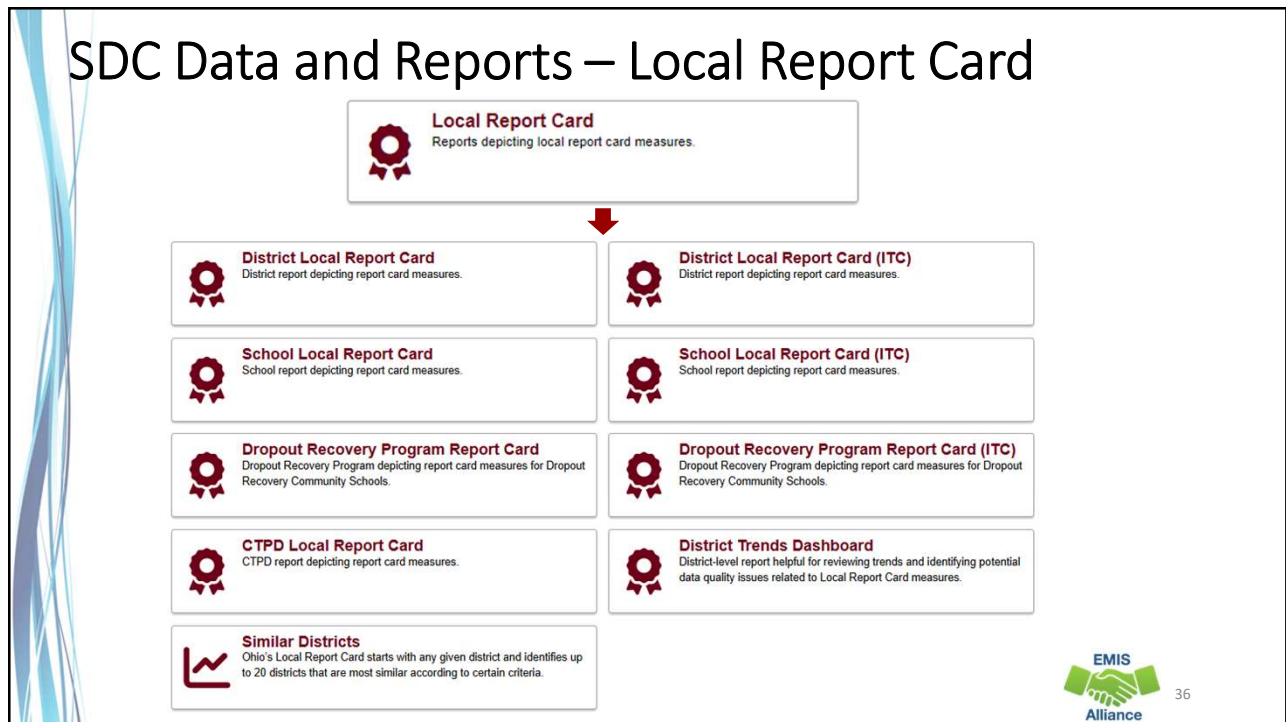 SDC Data and Reports – Local Report Card
Local Report Card
Reports depicting local report card measures.
District Local Report Card
District report depicting report card measures.
District Local Report Card (ITC)
District report depicting report card measures.
School Local Report Card
School report depicting report card measures.
School Local Report Card (ITC)
School report depicting report card measures.
Dropout Recovery Program Report Card
Dropout Recovery Program depicting report card measures for Dropout
Recovery Community Schools.
Dropout Recovery Program Report Card (ITC)
Dropout Recovery Program depicting report card measures for Dropout
Recovery Community Schools.
CTPD Local Report Card
CTPD report depicting report card measures.
District Trends Dashboard
District-level report helpful for reviewing trends and identifying potential
data quality issues related to Local Report Card measures.
Similar Districts
Ohio's Local Report Card starts with any given district and identifies up
to 20 districts that are most similar according to certain criteria.
EMIS
Alliance
36